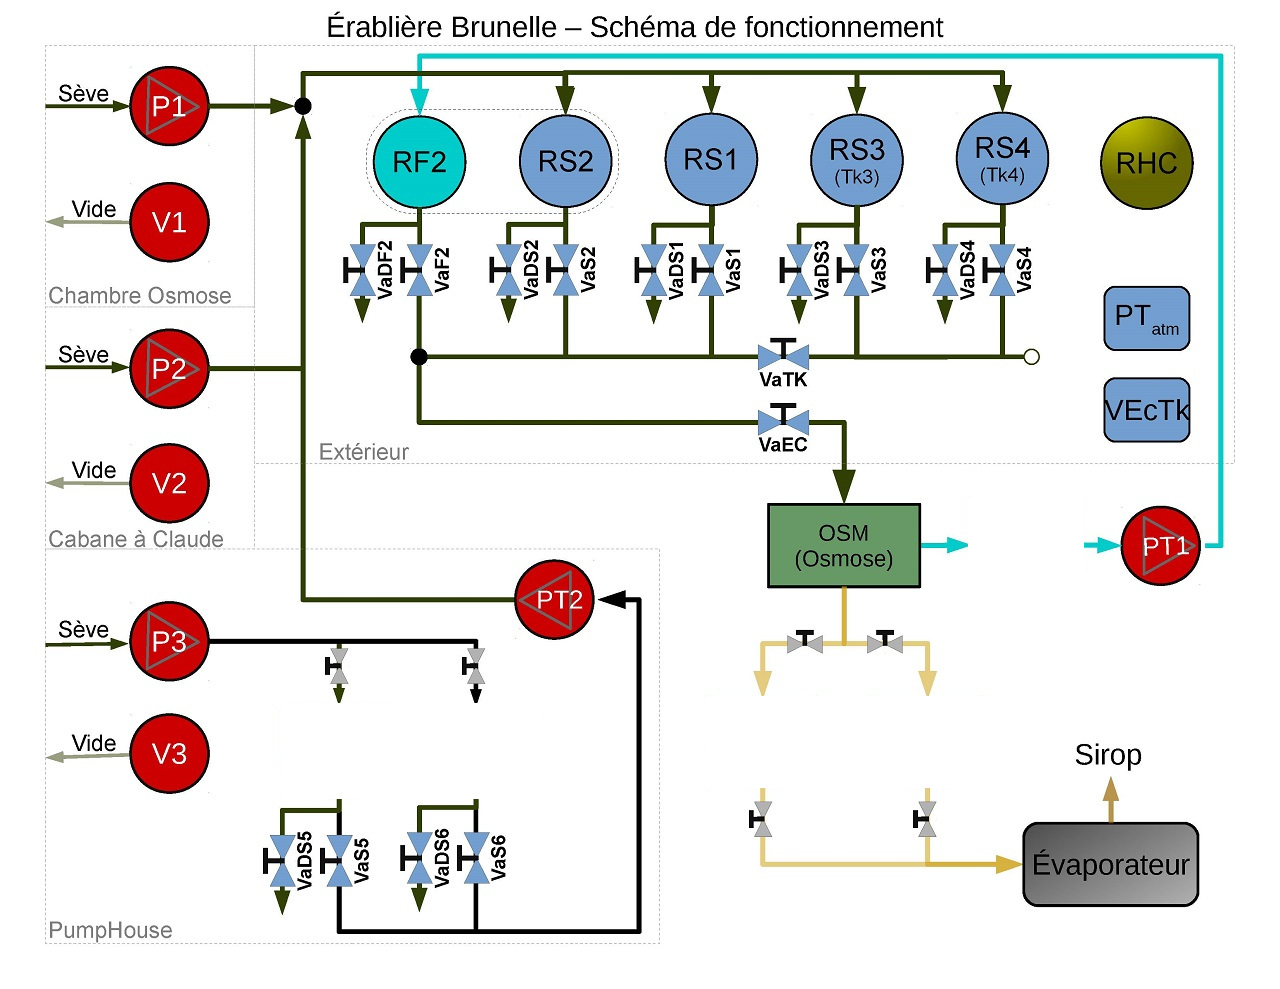 Érablière Brunelle – Schéma de fonctionnement
Sève
P1
Vide
V1
Chambre Osmose
RF2
RS2
RS1
RS3
(Tk3)
RS4
(Tk4)
RHC
VaDF2
VaF2
VaDS2
VaS2
VaDS1
VaS1
VaDS3
VaS3
VaDS4
VaS4
PTatm
VaTK
VEcTk
VaEC
Extérieur
Sève
P2
Vide
V2
Cabane à Claude
OSM
(Osmose)
PT1
PT2
Sève
P3
Vide
V3
VaDS5
VaS5
VaDS6
VaS6
PumpHouse
Sirop
Évaporateur